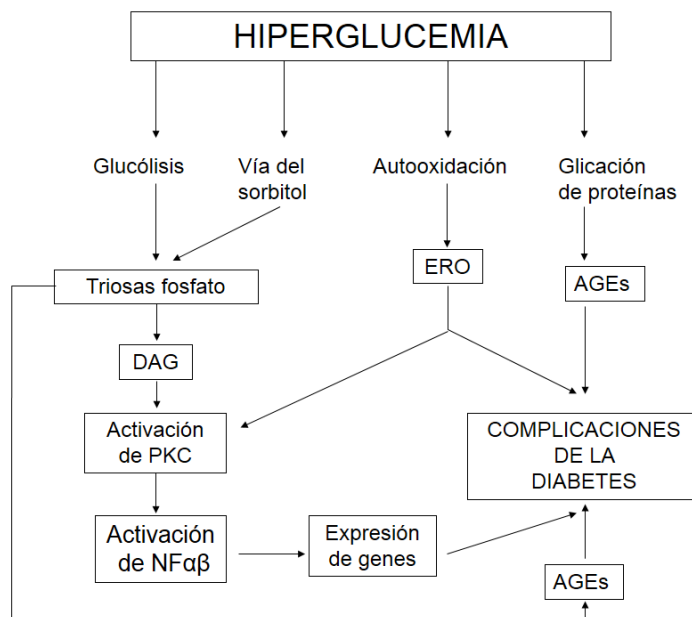 HIPERGLUCEMIA
Glucólisis
Vía del
sorbitol
Autooxidación
Glicación
de proteínas
ERO
AGEs
Triosas fosfato
DAG
Activación
de PKC
COMPLICACIONES
DE LA
DIABETES
Activación
de NFαβ
Expresión
de genes
AGEs